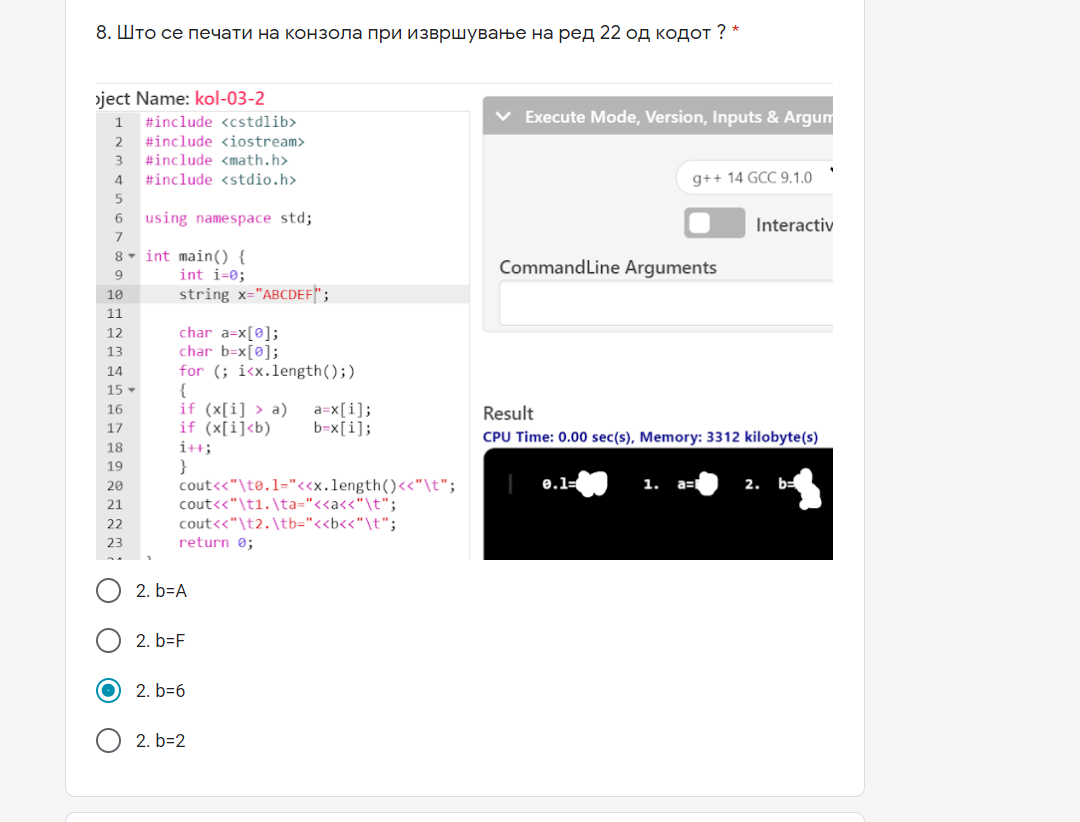 8. Што се печати на конзола при извршување на ред 22 од кодот ? *
oject Name: kol-03-2
1 #include <cstdlib>
2 #include <iostream>
3 #include <math.h>
4 #include <stdio.h>
5
6 using namespace std;
7
8 int main() {
9 int i=0;
10 string x="ABCDEF";
11
12 char a=x[0];
13 char b=x[0];
14 for (; i<x.length();)
15 {
16 if (x[i] > a) a=x[i];
17 if (x[i]<b) b=x[i];
18 i++;
19 }
20 cout<<"\t0.l="<<x.length()<<"\t";
21 cout<<"\t1.\ta="<<a<<"\t";
22 cout<<"\t2.\tb="<<b<<"\t";
23 return 0;
Execute Mode, Version, Inputs & Argum
g++ 14 GCC 9.1.0
Interactiv
CommandLine Arguments
Result
CPU Time: 0.00 sec(s), Memory: 3312 kilobyte(s)
0.l= 1. a= 2. b=
2. b=A
2. b=F
2. b=6
2. b=2